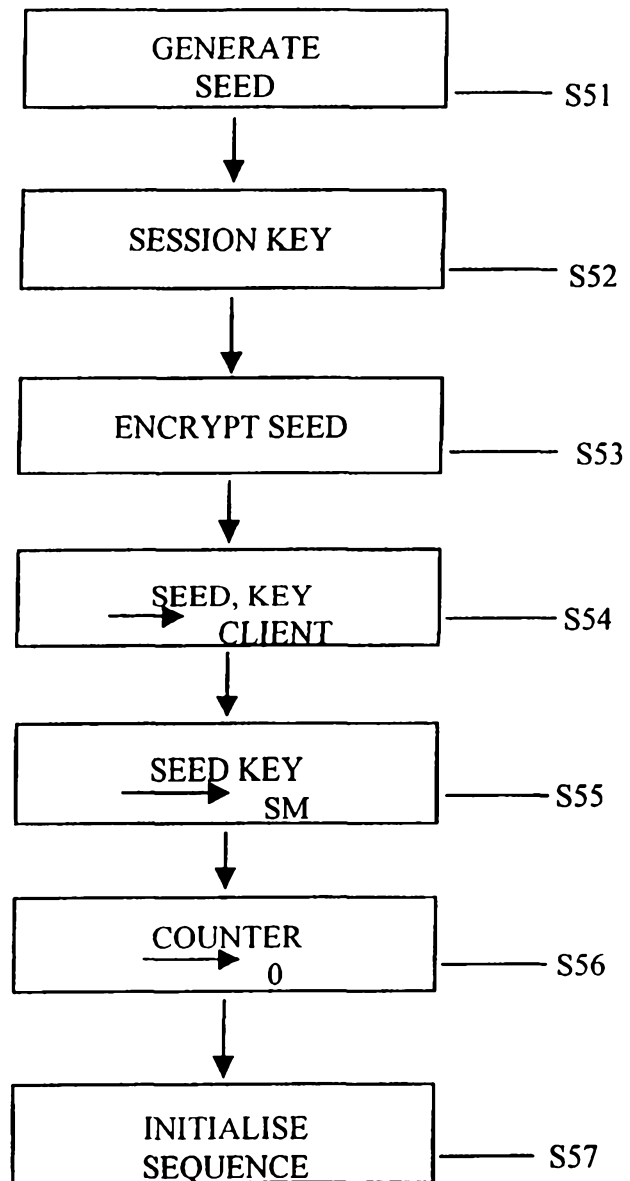 GENERATE
SEED
S51
SESSION KEY
S52
ENCRYPT SEED
S53
SEED, KEY
CLIENT
S54
SEED KEY
SM
S55
COUNTER
0
S56
INITIALISE
SEQUENCE
S57